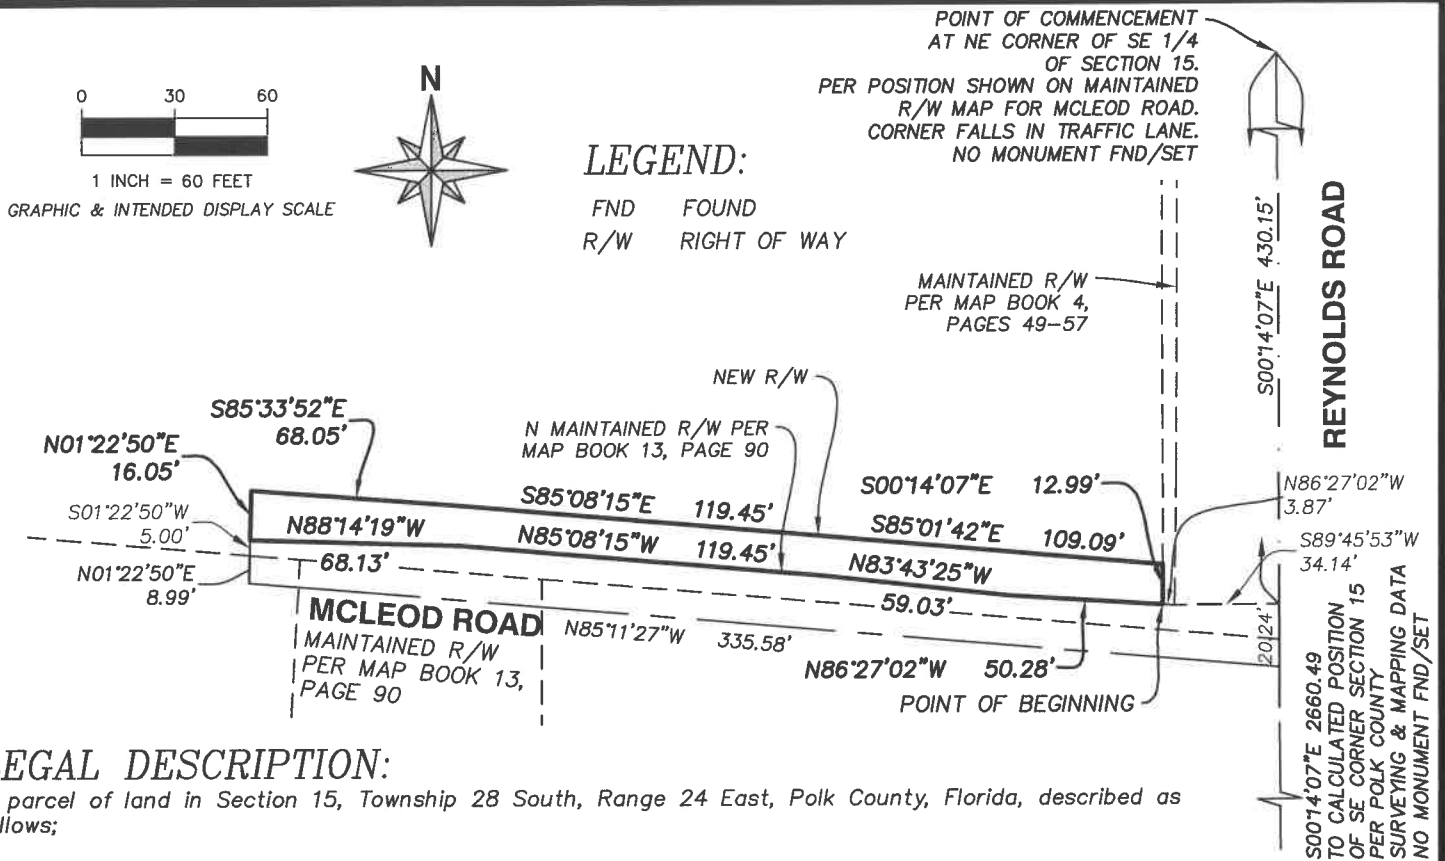 POINT OF COMMENCEMENT
AT NE CORNER OF SE 1/4
OF SECTION 15.
PER POSITION SHOWN ON MAINTAINED
R/W MAP FOR MCLEOD ROAD.
CORNER FALLS IN TRAFFIC LANE.
NO MONUMENT FND/SET
0 30 60
1 INCH = 60 FEET
GRAPHIC & INTENDED DISPLAY SCALE
N
LEGEND:
FND FOUND
R/W RIGHT OF WAY
MAINTAINED R/W
PER MAP BOOK 4,
PAGES 49-57
S00°14'07"E 430.15'
REYNOLDS ROAD
NEW R/W
N MAINTAINED R/W PER
MAP BOOK 13, PAGE 90
S85°33'52"E
68.05'
N01°22'50"E
16.05'
S01°22'50"W
5.00'
N01°22'50"E
8.99'
S85°08'15"E 119.45'
S00°14'07"E 12.99'
S85°01'42"E 109.09'
N88°14'19"W
68.13'
N85°08'15"W 119.45'
N83°43'25"W
59.03'
N86°27'02"W
3.87'
S89°45'53"W
34.14'
MCLEOD ROAD
MAINTAINED R/W
PER MAP BOOK 13,
PAGE 90
N85°11'27"W 335.58'
N86°27'02"W 50.28'
POINT OF BEGINNING
20.24'
S00°14'07"E 2660.49
TO CALCULATED POSITION
OF SE CORNER SECTION 15
PER POLK COUNTY
SURVEYING & MAPPING DATA
NO MONUMENT FND/SET
EGAL DESCRIPTION:
parcel of land in Section 15, Township 28 South, Range 24 East, Polk County, Florida, described as
llows;